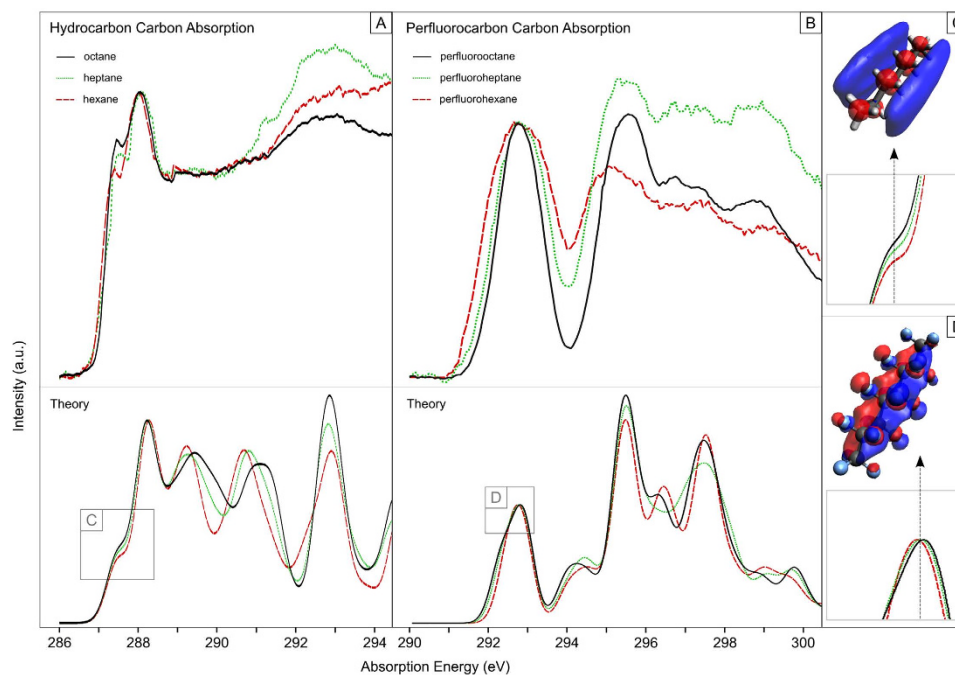 Hydrocarbon Carbon Absorption
A
octane
heptane
hexane
Perfluorocarbon Carbon Absorption
B
perfluorooctane
perfluoroheptane
perfluorohexane
Intensity (a.u.)
Theory
C
Theory
D
286 288 290 292 294
290 292 294 296 298 300
Absorption Energy (eV)